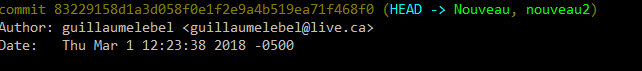 commit 83229158d1a3d058f0e1f2e9a4b519ea71f468f0 (HEAD -> Nouveau, nouveau2)
Author: guillaumelebel <guillaumelebel@live.ca>
Date:   Thu Mar 1 12:23:38 2018 -0500